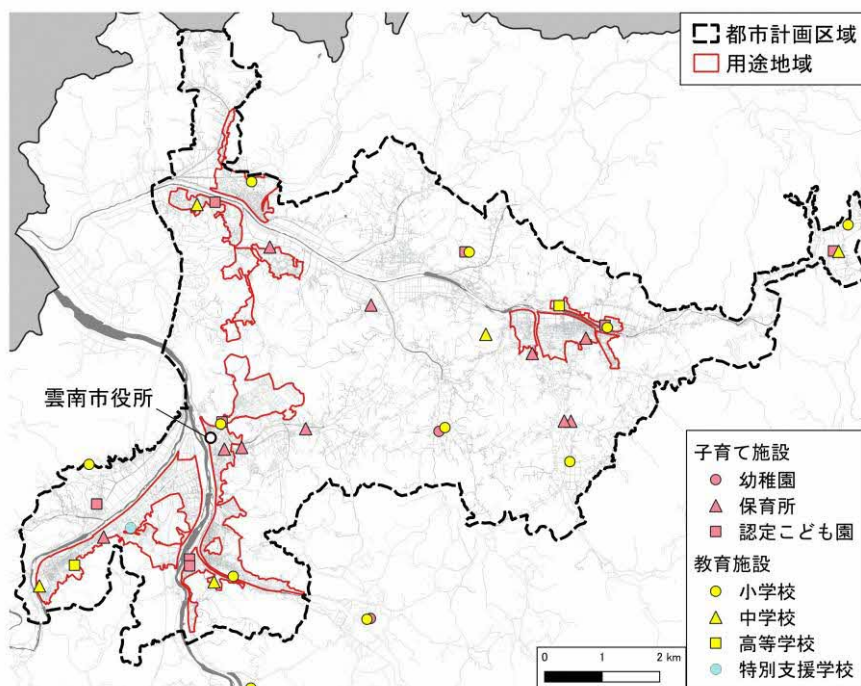 都市計画区域
用途地域
雲南市役所
子育て施設
幼稚園
保育所
認定こども園
教育施設
小学校
中学校
高等学校
特別支援学校
0 1 2 km